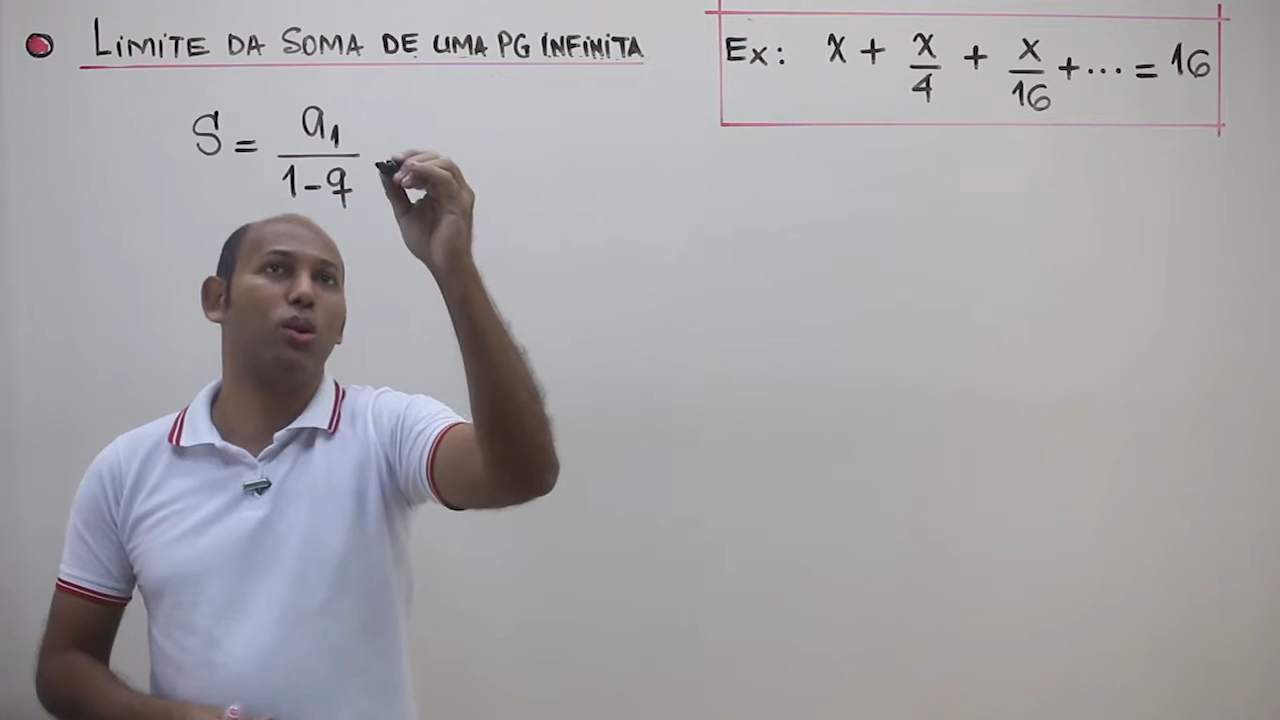 LIMITE DA SOMA DE UMA PG INFINITA
S = a₁/(1-q)
Ex: x + x/4 + x/16 + ... = 16